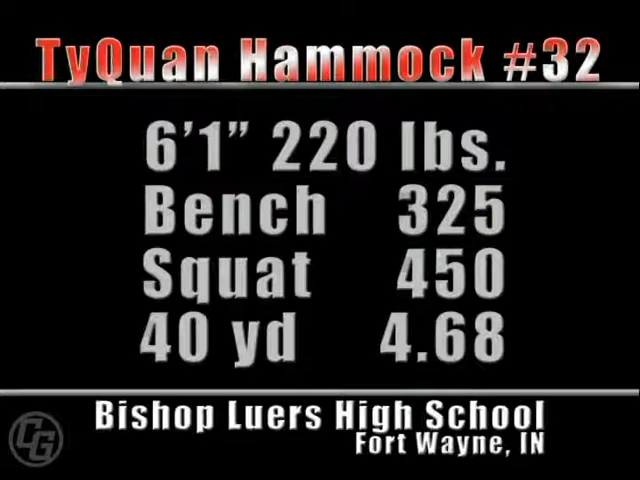 TyQuan Hammock #32
6'1” 220 lbs.
Bench 325
Squat 450
40 yd 4.68
Bishop Luers High School
Fort Wayne, IN
CG